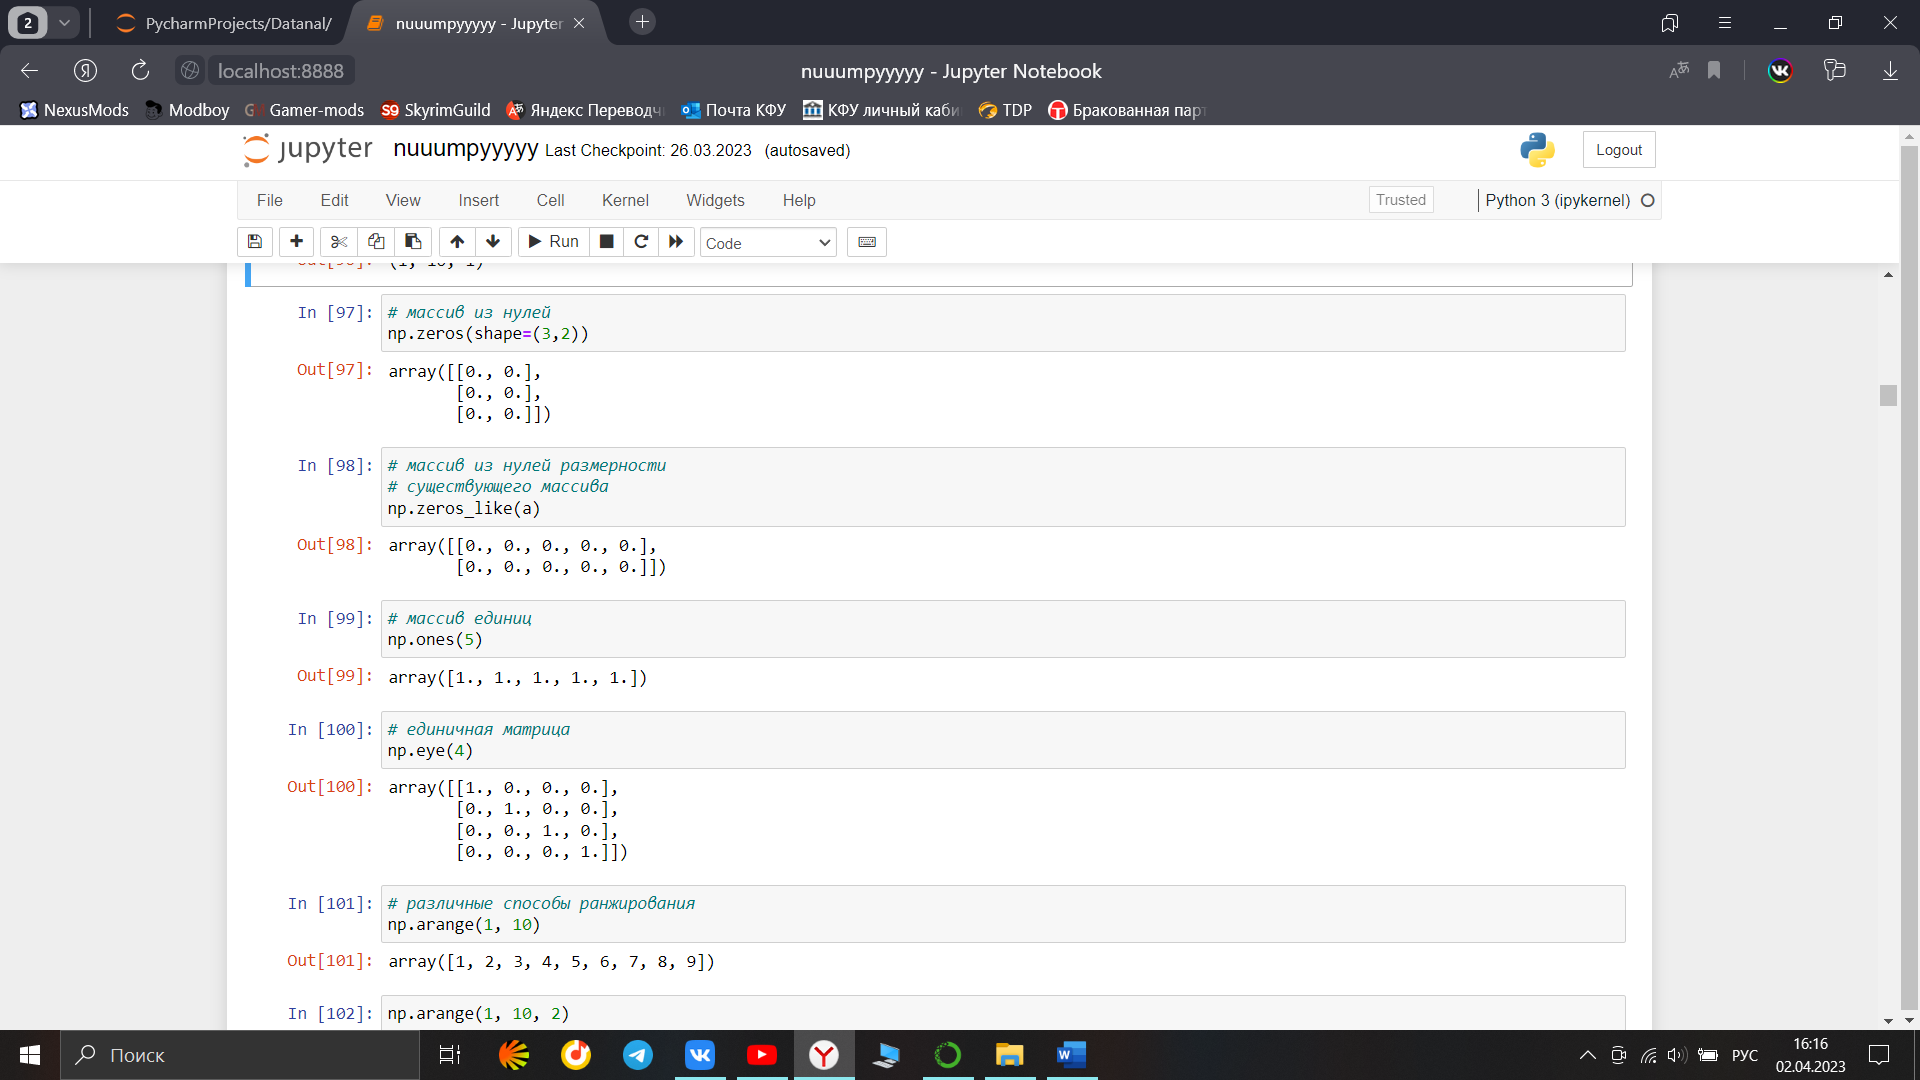 2
PycharmProjects/Datanal/
nuuumpyyyyy - Jupyter
localhost:8888
nuuumpyyyyy - Jupyter Notebook
NexusMods Modboy Gamer-mods SkyrimGuild Яндекс Переводч Почта КФУ КФУ личный каби TDP Бракованная пар
jupyter nuuumpyyyyy Last Checkpoint: 26.03.2023 (autosaved) Logout
File Edit View Insert Cell Kernel Widgets Help Trusted Python 3 (ipykernel)
Run Code
In [97]: # массив из нулей
np.zeros(shape=(3,2))
Out[97]: array([[0., 0.],
[0., 0.],
[0., 0.]])
In [98]: # массив из нулей размерности
# существующего массива
np.zeros_like(a)
Out[98]: array([[0., 0., 0., 0., 0.],
[0., 0., 0., 0., 0.]])
In [99]: # массив единиц
np.ones(5)
Out[99]: array([1., 1., 1., 1., 1.])
In [100]: # единичная матрица
np.eye(4)
Out[100]: array([[1., 0., 0., 0.],
[0., 1., 0., 0.],
[0., 0., 1., 0.],
[0., 0., 0., 1.]])
In [101]: # различные способы ранжирования
np.arange(1, 10)
Out[101]: array([1, 2, 3, 4, 5, 6, 7, 8, 9])
In [102]: np.arange(1, 10, 2)
Поиск
РУС
16:16
02.04.2023